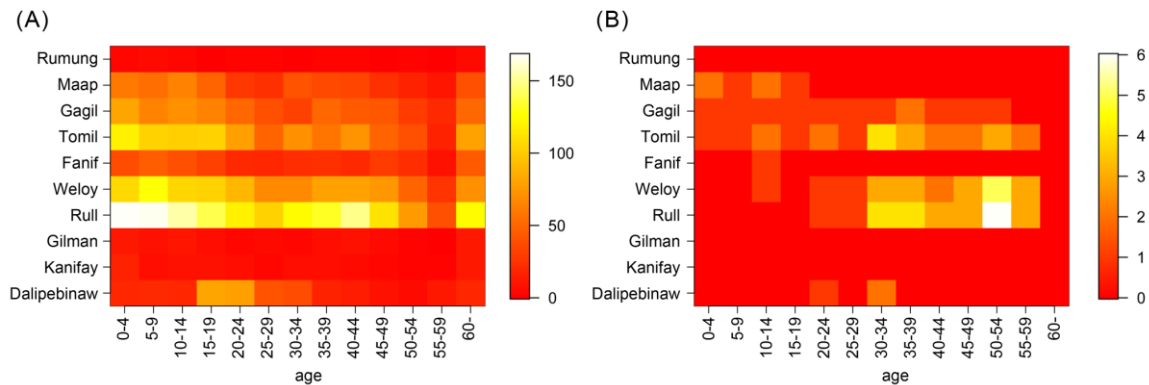 (A)
Rumung
Maap
Gagil
Tomil
Fanif
Weloy
Rull
Gilman
Kanifay
Dalipebinaw
0-4
5-9
10-14
15-19
20-24
25-29
30-34
35-39
40-44
45-49
50-54
55-59
60-
age
150
100
50
0
(B)
Rumung
Maap
Gagil
Tomil
Fanif
Weloy
Rull
Gilman
Kanifay
Dalipebinaw
0-4
5-9
10-14
15-19
20-24
25-29
30-34
35-39
40-44
45-49
50-54
55-59
60-
age
6
5
4
3
2
1
0